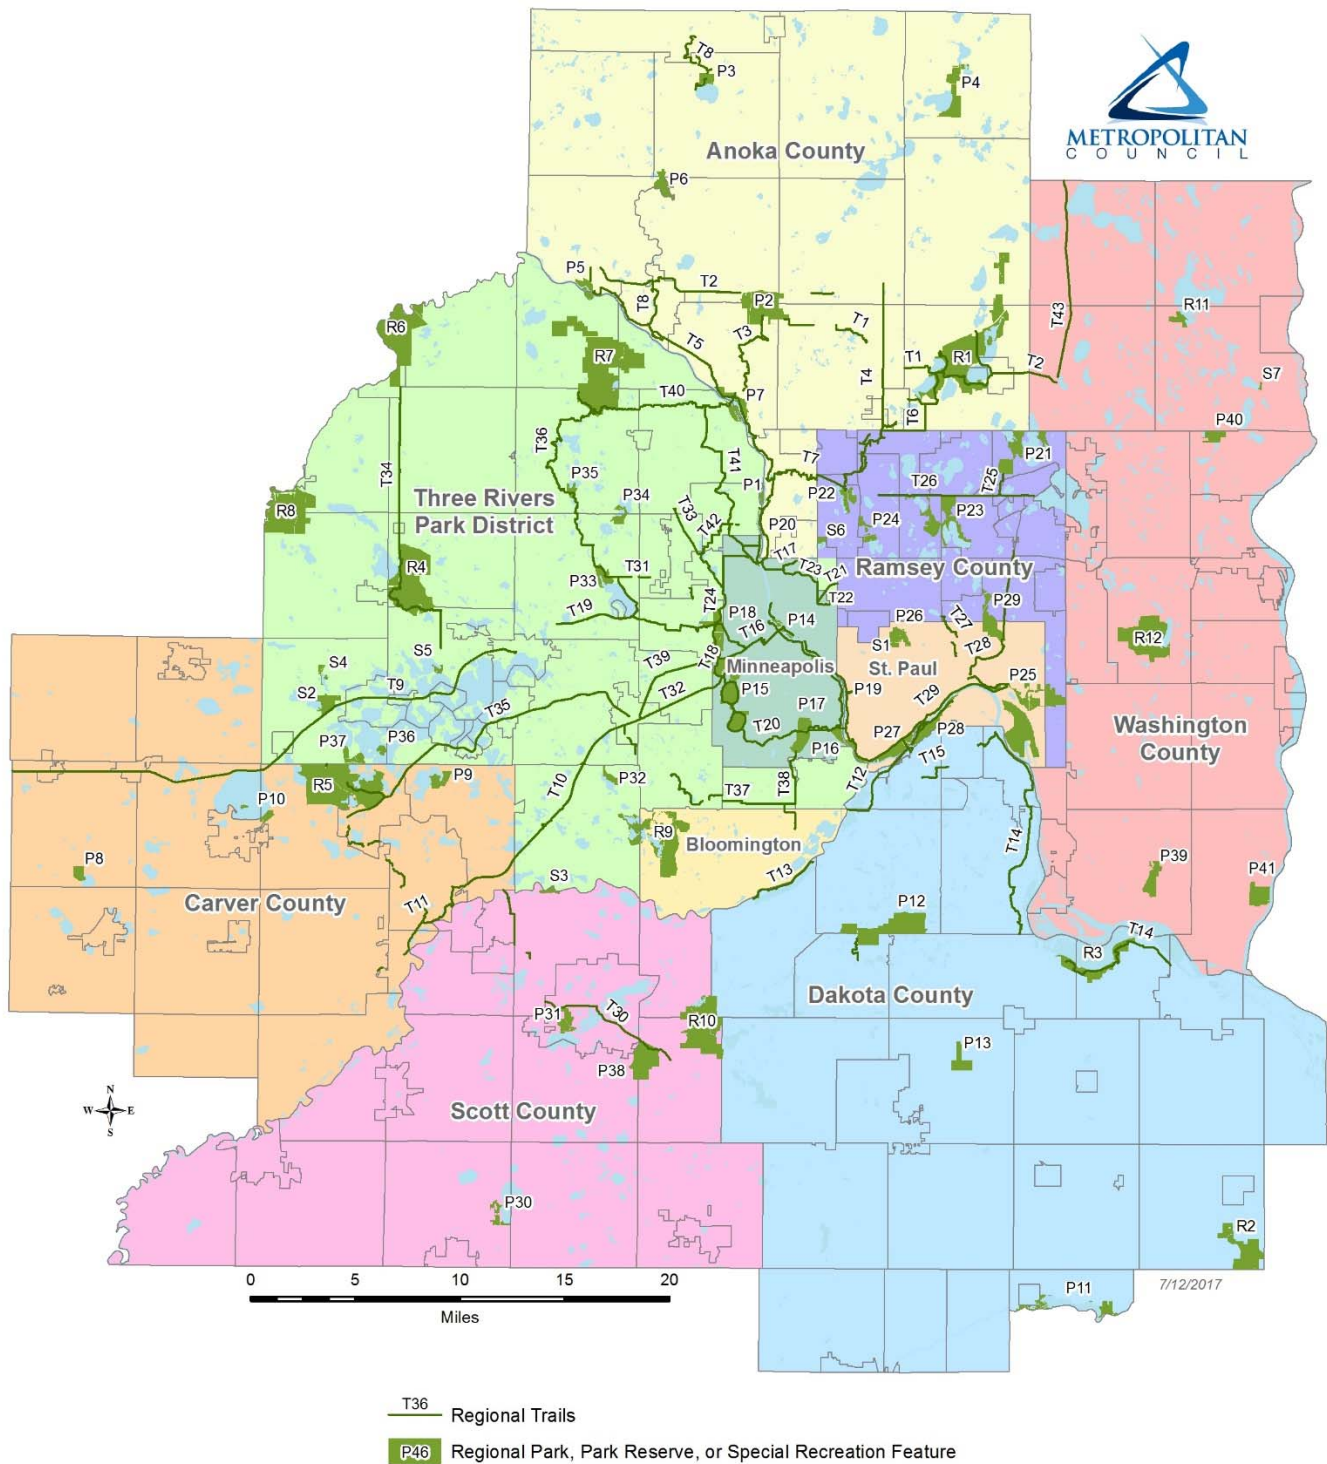 T8
P3
P4
METROPOLITAN
COUNCIL
Anoka County
P6
P5
T2
T8
P2
R11
R6
T43
T3
T1
T5
R7
T1
R1
T2
T4
S7
T40
P7
T6
P40
T36
T34
T41
T7
P21
P35
T25
Three Rivers
Park District
P34
P1
P22
T26
R8
T33
T42
P20
S6
P24
P23
R4
T31
T17
T23
T21
Ramsey County
P33
T22
T19
T24
P18
T16
P14
P26
T27
P29
R12
S1
T28
S4
S5
T39
T18
Minneapolis
St. Paul
P25
S2
T9
T32
P15
P19
T29
T35
P17
T20
P27
P28
Washington
County
P37
P36
P16
T15
R5
P9
T10
P32
T38
T12
P10
T37
R9
Bloomington
T14
P8
S3
T13
P39
P41
Carver County
T11
P12
T14
R3
Dakota County
P31
T30
R10
P13
P38
N
W
E
S
Scott County
P30
R2
0 5 10 15 20
Miles
P11
7/12/2017
T36 Regional Trails
P46 Regional Park, Park Reserve, or Special Recreation Feature